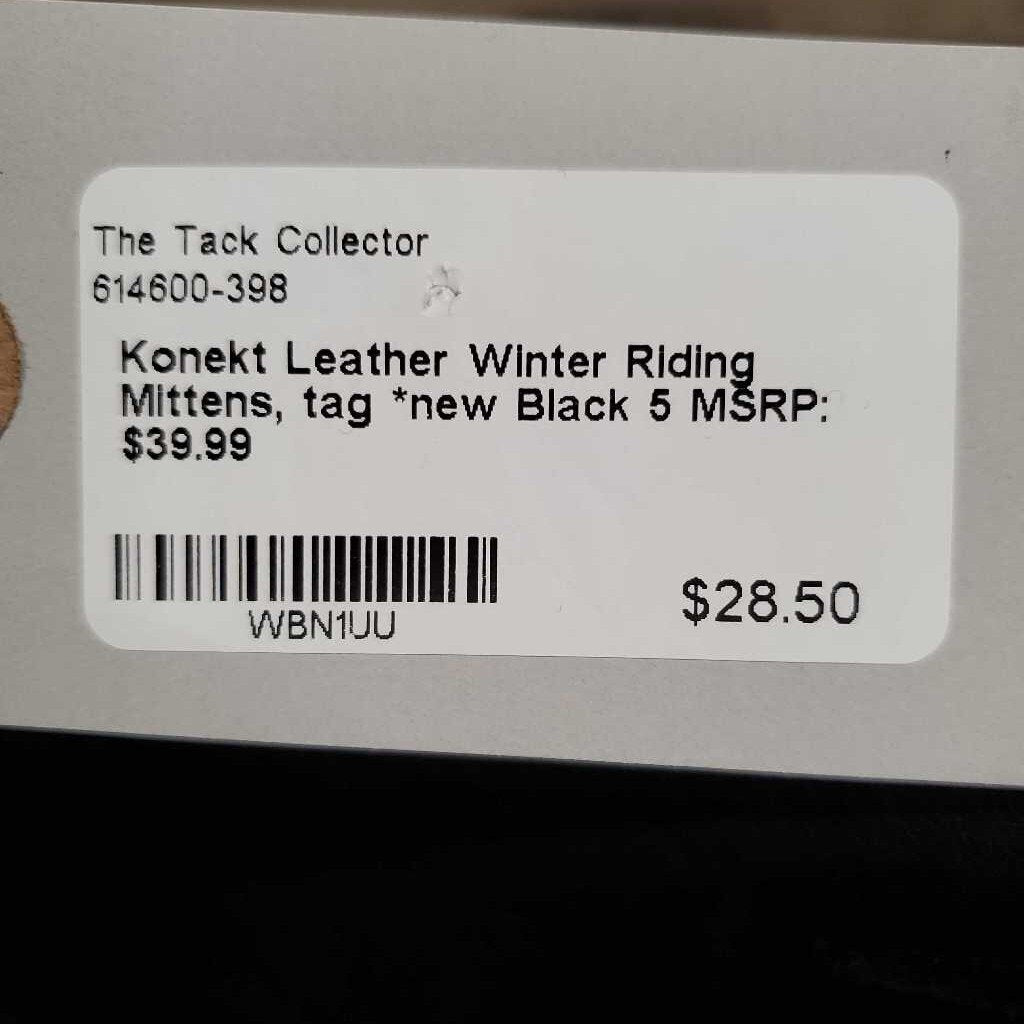 The Tack Collector
614600-398
Konekt Leather Winter Riding
Mittens, tag *new Black 5 MSRP:
$39.99
WBN1UU
$28.50